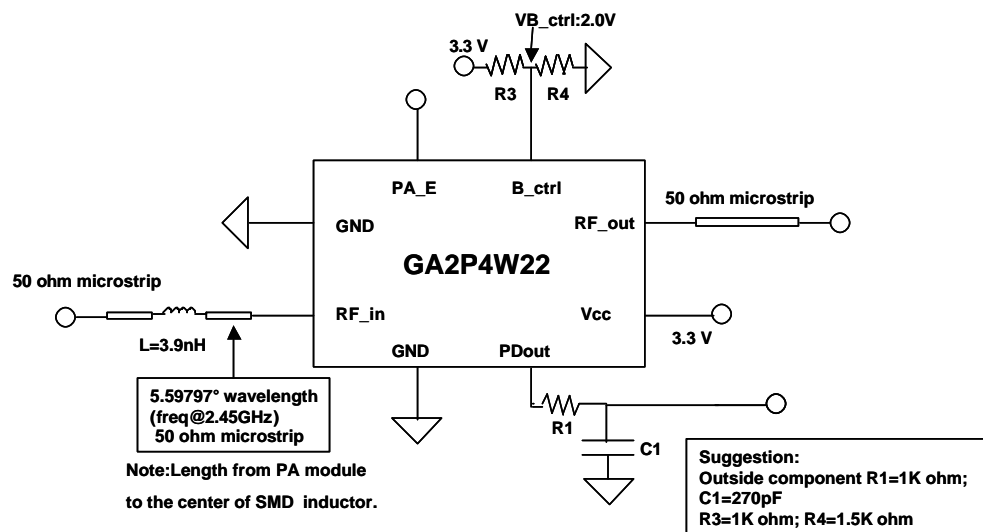 VB_ctrl:2.0V
3.3 V
R3
R4
PA_E
B_ctrl
50 ohm microstrip
GND
RF_out
GA2P4W22
50 ohm microstrip
RF_in
Vcc
L=3.9nH
GND
PDout
3.3 V
5.59797° wavelength
(freq@2.45GHz)
50 ohm microstrip
R1
C1
Note:Length from PA module
to the center of SMD inductor.
Suggestion:
Outside component R1=1K ohm;
C1=270pF
R3=1K ohm; R4=1.5K ohm